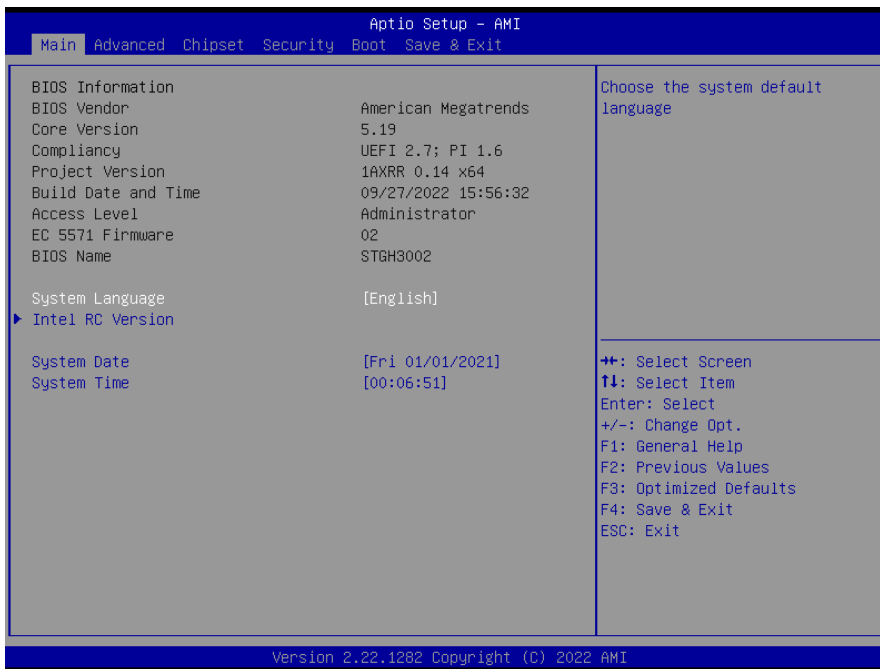 Aptio Setup - AMI
Main Advanced Chipset Security Boot Save & Exit
BIOS Information
BIOS Vendor American Megatrends
Core Version 5.19
Compliancy UEFI 2.7; PI 1.6
Project Version 1AXRR 0.14 x64
Build Date and Time 09/27/2022 15:56:32
Access Level Administrator
EC 5571 Firmware 02
BIOS Name STGH3002
System Language [English]
Intel RC Version
System Date [Fri 01/01/2021]
System Time [00:06:51]
Choose the system default
language
→←: Select Screen
↑↓: Select Item
Enter: Select
+/-: Change Opt.
F1: General Help
F2: Previous Values
F3: Optimized Defaults
F4: Save & Exit
ESC: Exit
Version 2.22.1282 Copyright (C) 2022 AMI